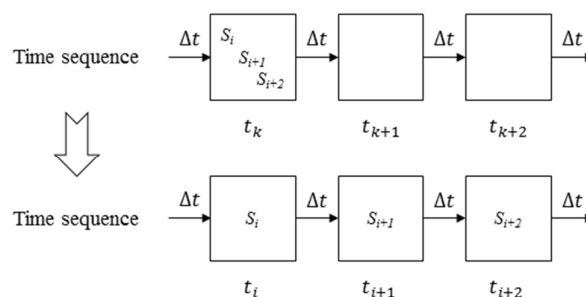 Δt Δt Δt Δt
S_i
S_{i+1}
S_{i+2}
Time sequence
t_k t_{k+1} t_{k+2}
Δt Δt Δt Δt
Time sequence S_i S_{i+1} S_{i+2}
t_i t_{i+1} t_{i+2}